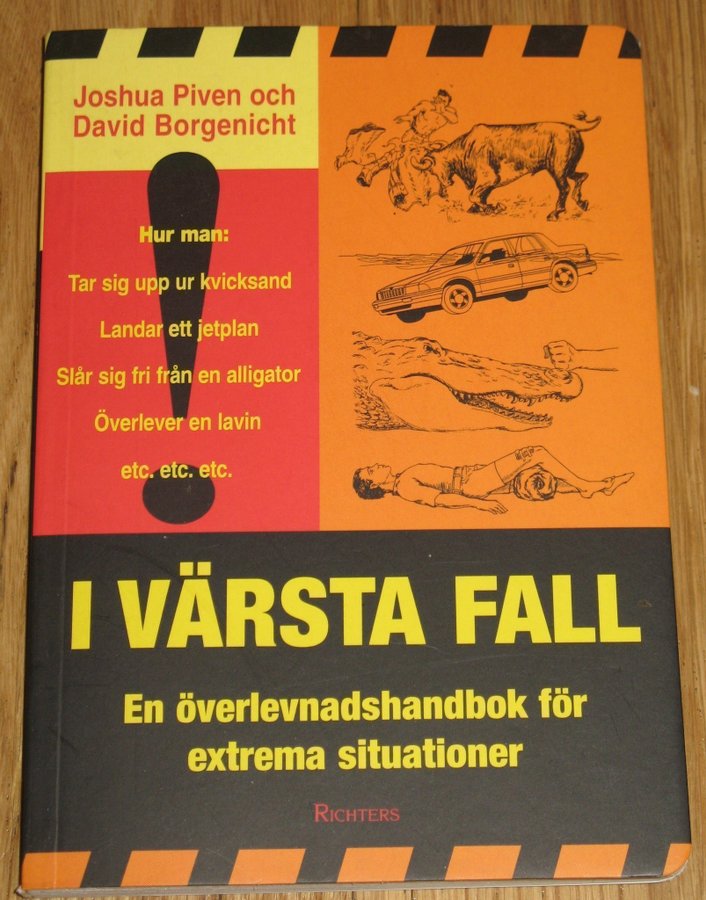 Joshua Piven och
David Borgenicht
Hur man:
Tar sig upp ur kvicksand
Landar ett jetplan
Slår sig fri från en alligator
Överlever en lavin
etc. etc. etc.
I VÄRSTA FALL
En överlevnadshandbok för
extrema situationer
RICHTERS